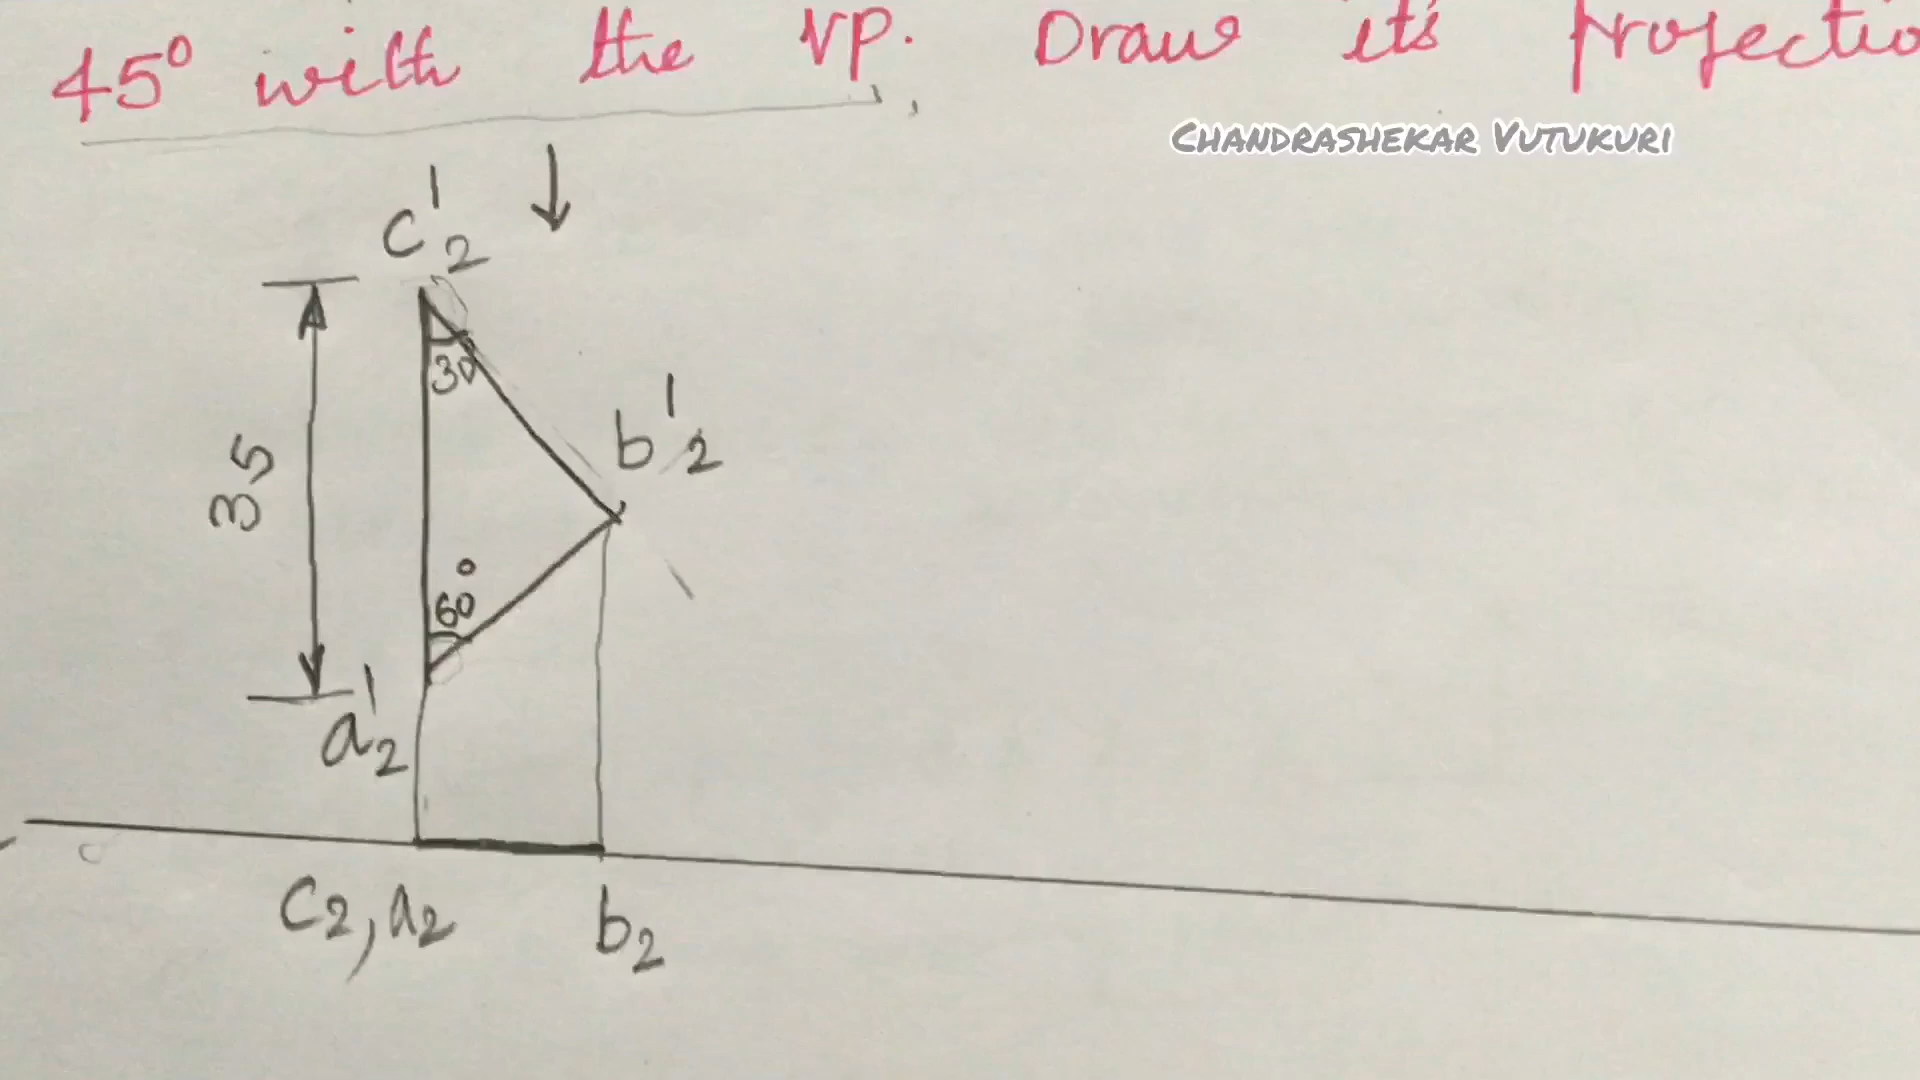 45° with the VP. Draw its projectio
CHANDRASHEKAR VUTUKURI
c'2
30
b'2
35
60°
a'2
c2, a2
b2